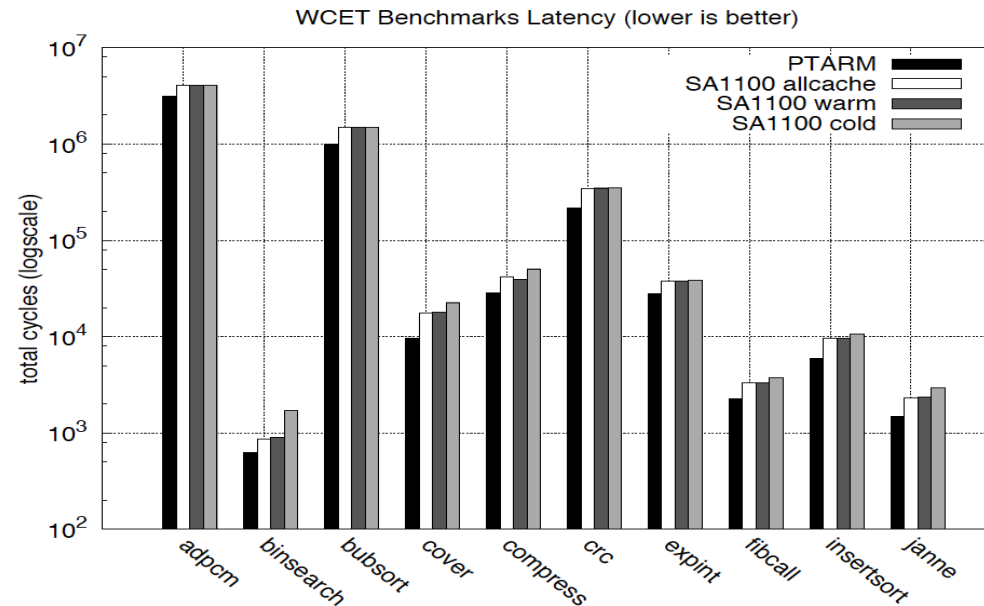 WCET Benchmarks Latency (lower is better)
PTARM
SA1100 allcache
SA1100 warm
SA1100 cold
total cycles (logscale)
10^7
10^6
10^5
10^4
10^3
10^2
adpcm
binsearch
bubsort
cover
compress
crc
expint
fibcall
insertsort
janne